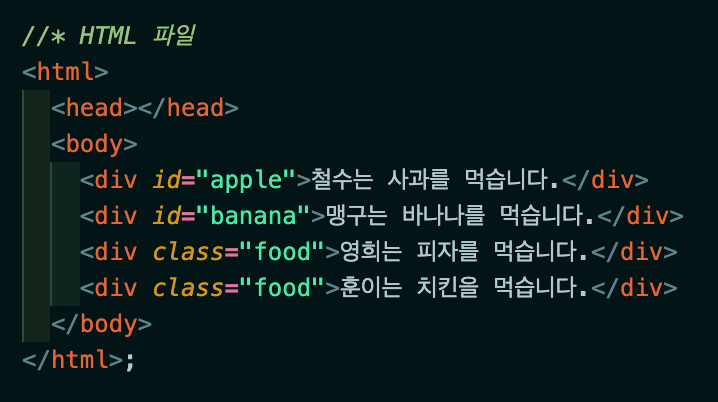 //* HTML 파일
<html>
<head></head>
<body>
<div id="apple">철수는 사과를 먹습니다.</div>
<div id="banana">맹구는 바나나를 먹습니다.</div>
<div class="food">영희는 피자를 먹습니다.</div>
<div class="food">훈이는 치킨을 먹습니다.</div>
</body>
</html>;